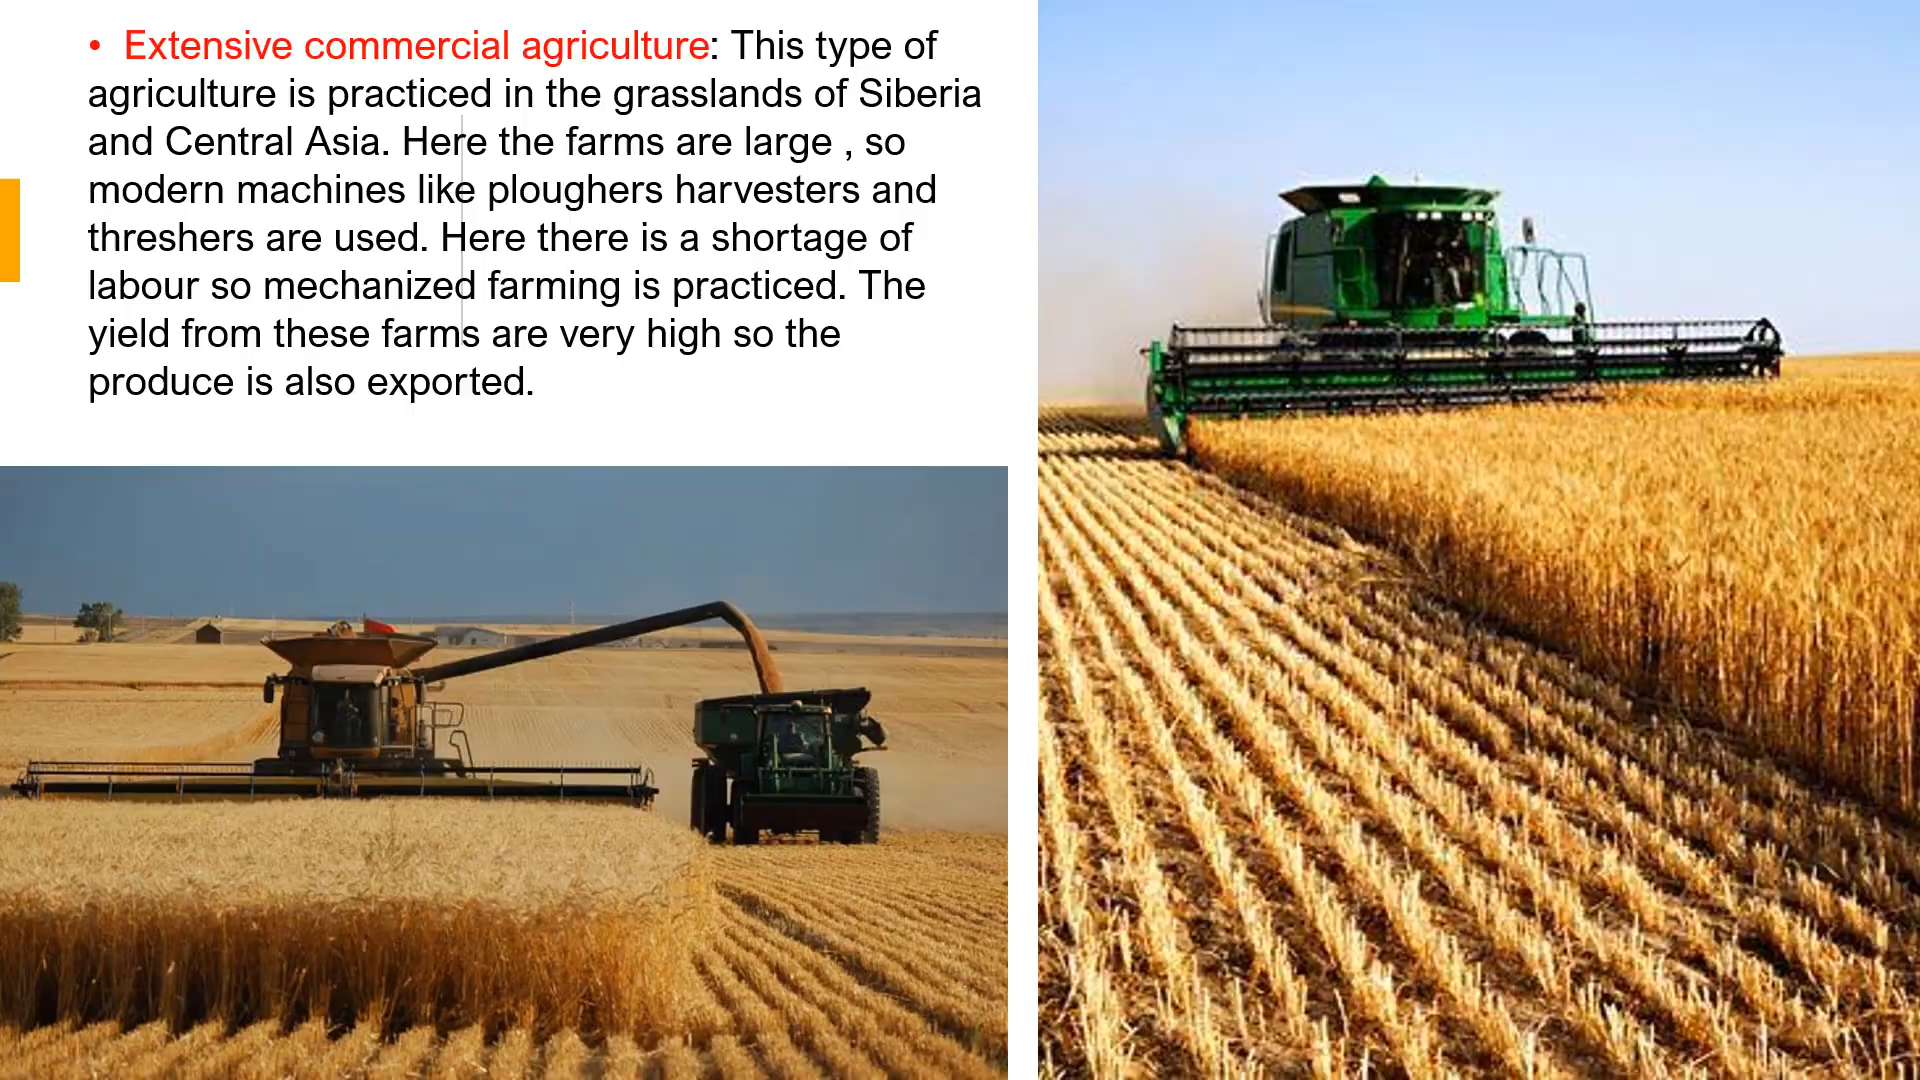 • Extensive commercial agriculture: This type of
agriculture is practiced in the grasslands of Siberia
and Central Asia. Here the farms are large , so
modern machines like ploughers harvesters and
threshers are used. Here there is a shortage of
labour so mechanized farming is practiced. The
yield from these farms are very high so the
produce is also exported.